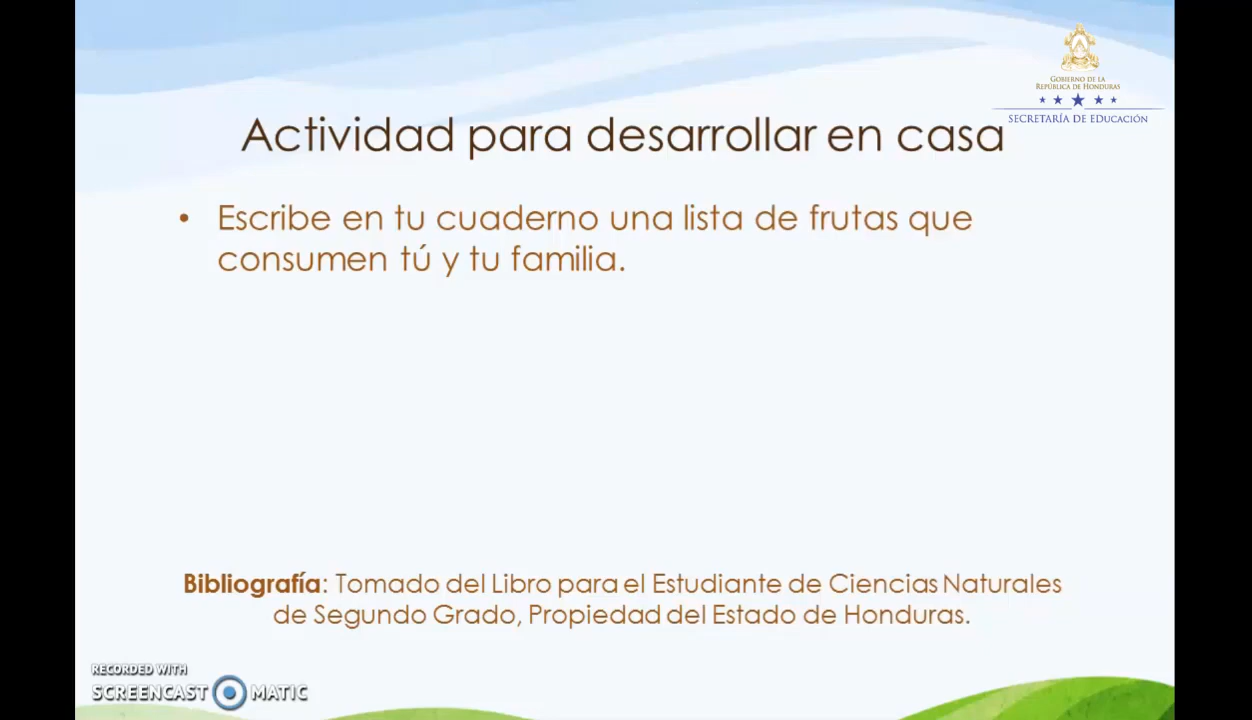 GOBIERNO DE LA
REPÚBLICA DE HONDURAS
SECRETARÍA DE EDUCACIÓN
Actividad para desarrollar en casa
• Escribe en tu cuaderno una lista de frutas que
consumen tú y tu familia.
Bibliografía: Tomado del Libro para el Estudiante de Ciencias Naturales
de Segundo Grado, Propiedad del Estado de Honduras.
RECORDED WITH
SCREENCAST MATIC